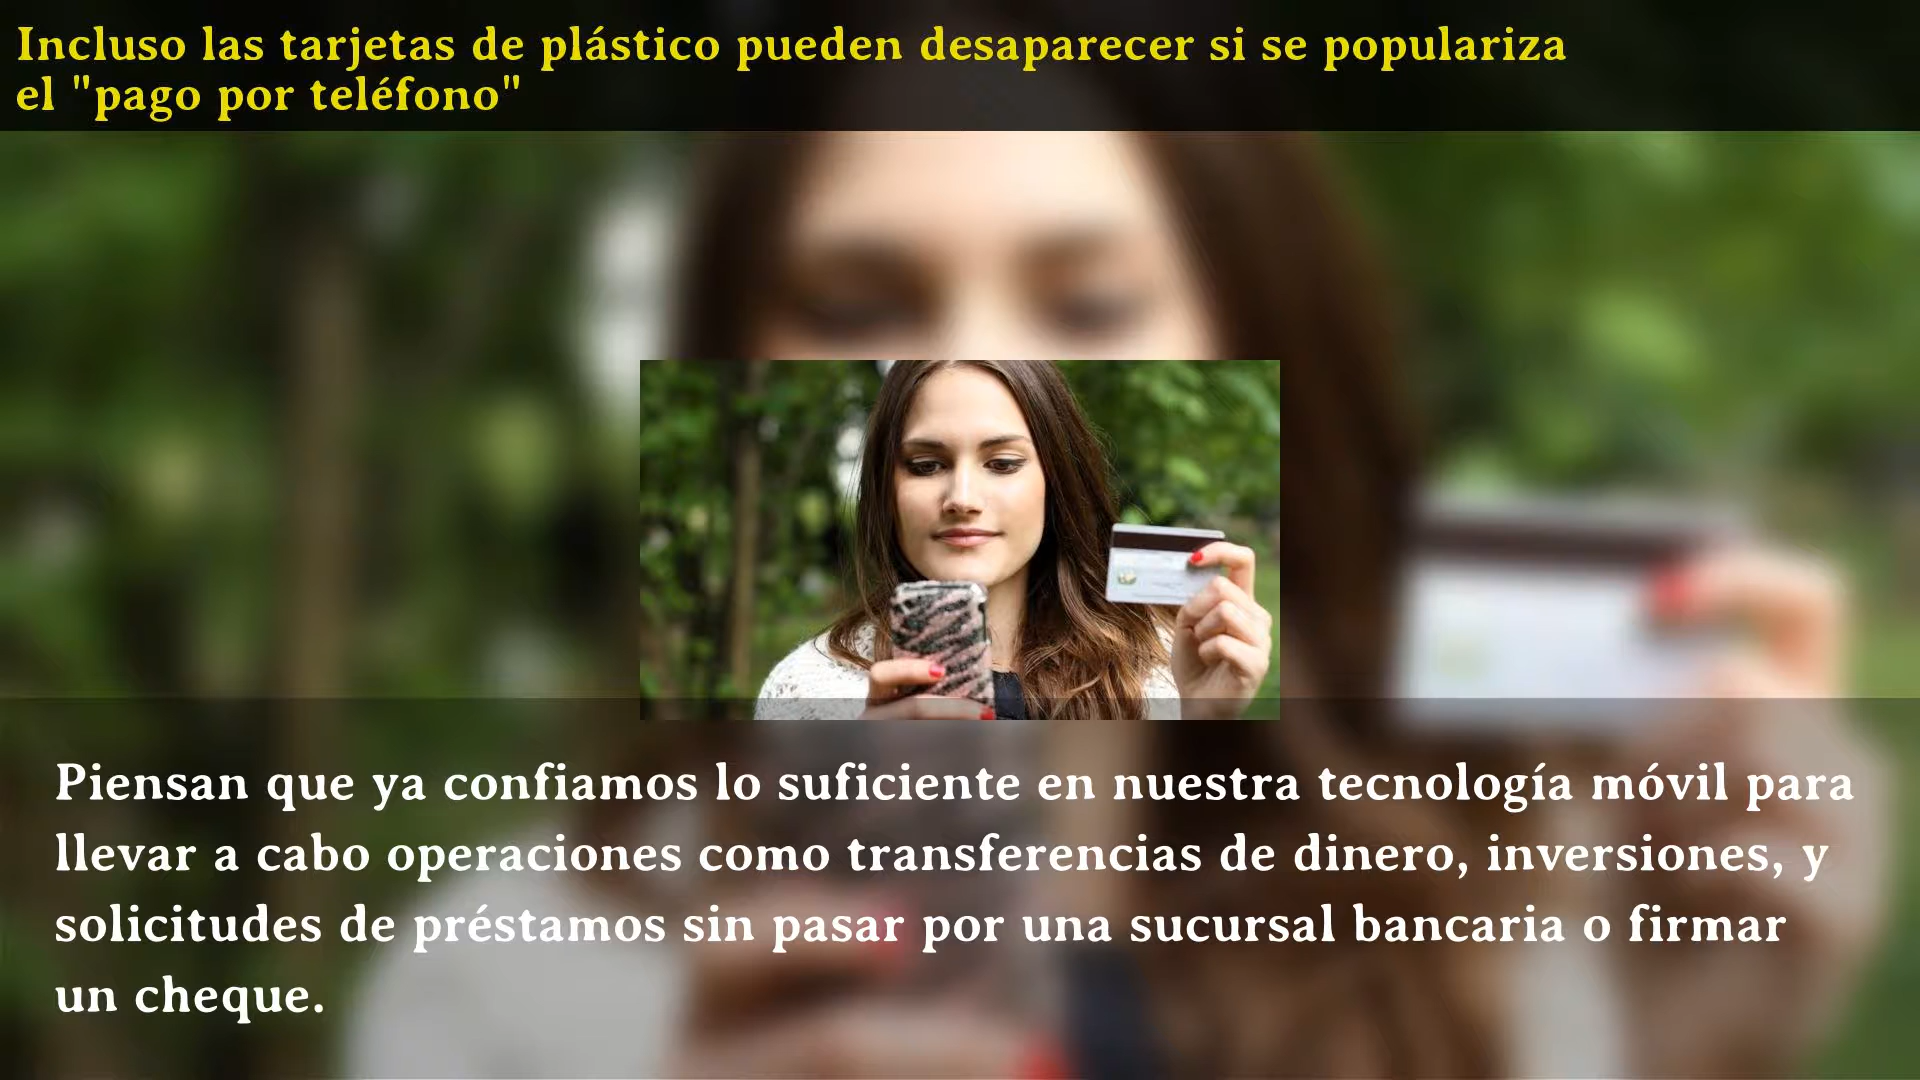 Incluso las tarjetas de plástico pueden desaparecer si se populariza
el "pago por teléfono"
Piensan que ya confiamos lo suficiente en nuestra tecnología móvil para
llevar a cabo operaciones como transferencias de dinero, inversiones, y
solicitudes de préstamos sin pasar por una sucursal bancaria o firmar
un cheque.